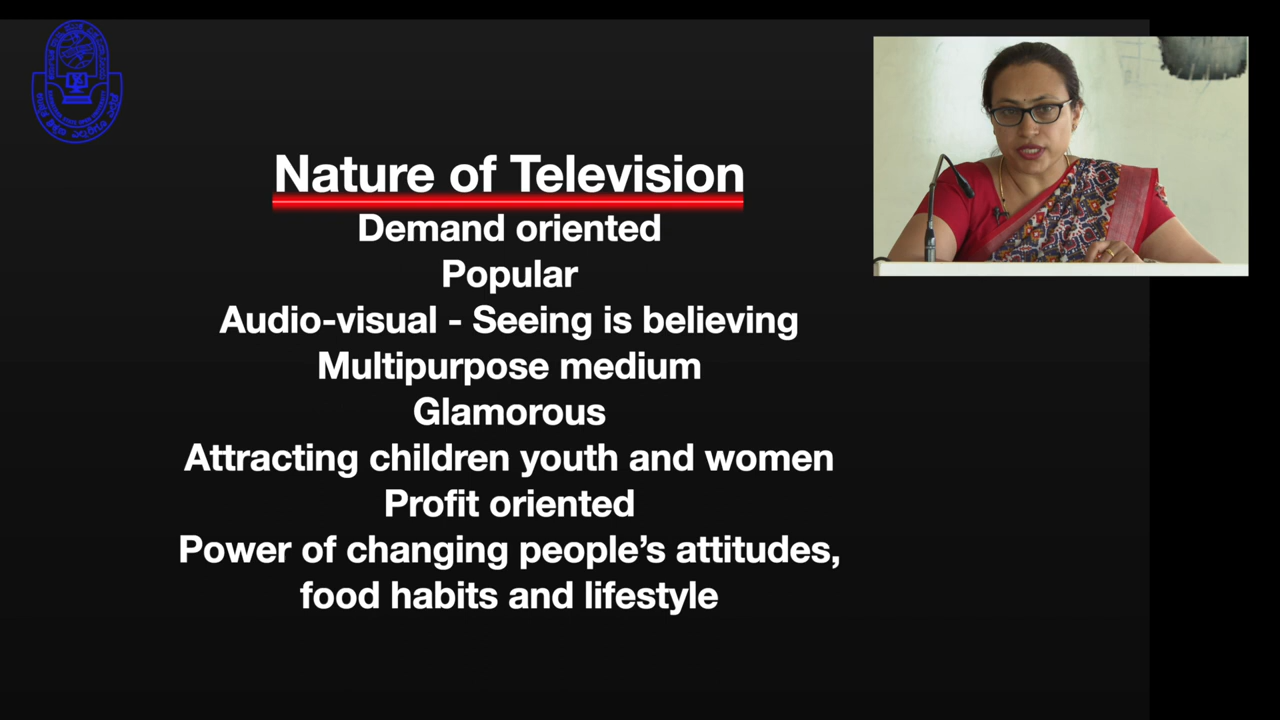 Nature of Television
Demand oriented
Popular
Audio-visual - Seeing is believing
Multipurpose medium
Glamorous
Attracting children youth and women
Profit oriented
Power of changing people’s attitudes,
food habits and lifestyle